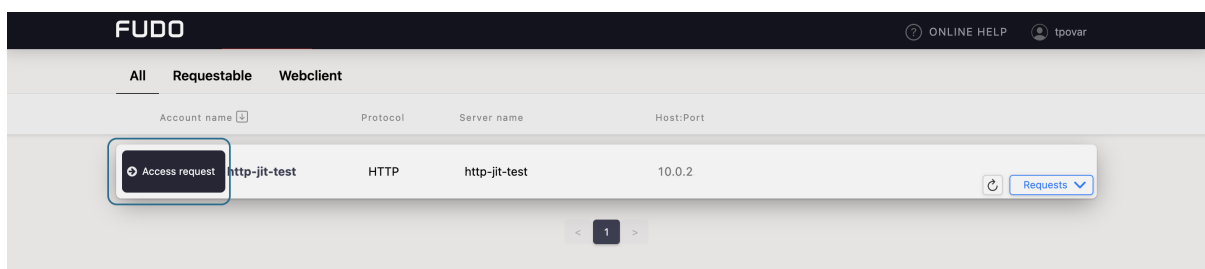 FUDO
? ONLINE HELP tpovar
All Requestable Webclient
Account name Protocol Server name Host:Port
Access request http-jit-test HTTP http-jit-test 10.0.2
Requests
< 1 >